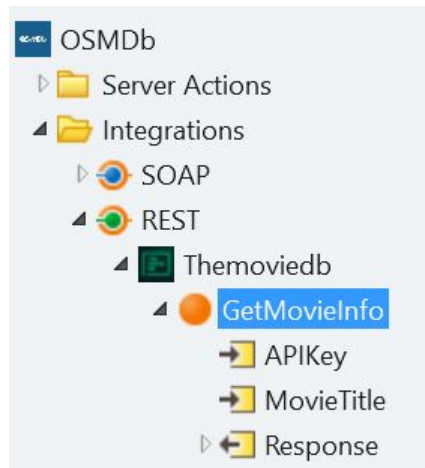 OSMDb
Server Actions
Integrations
SOAP
REST
Themoviedb
GetMovieInfo
APIKey
MovieTitle
Response